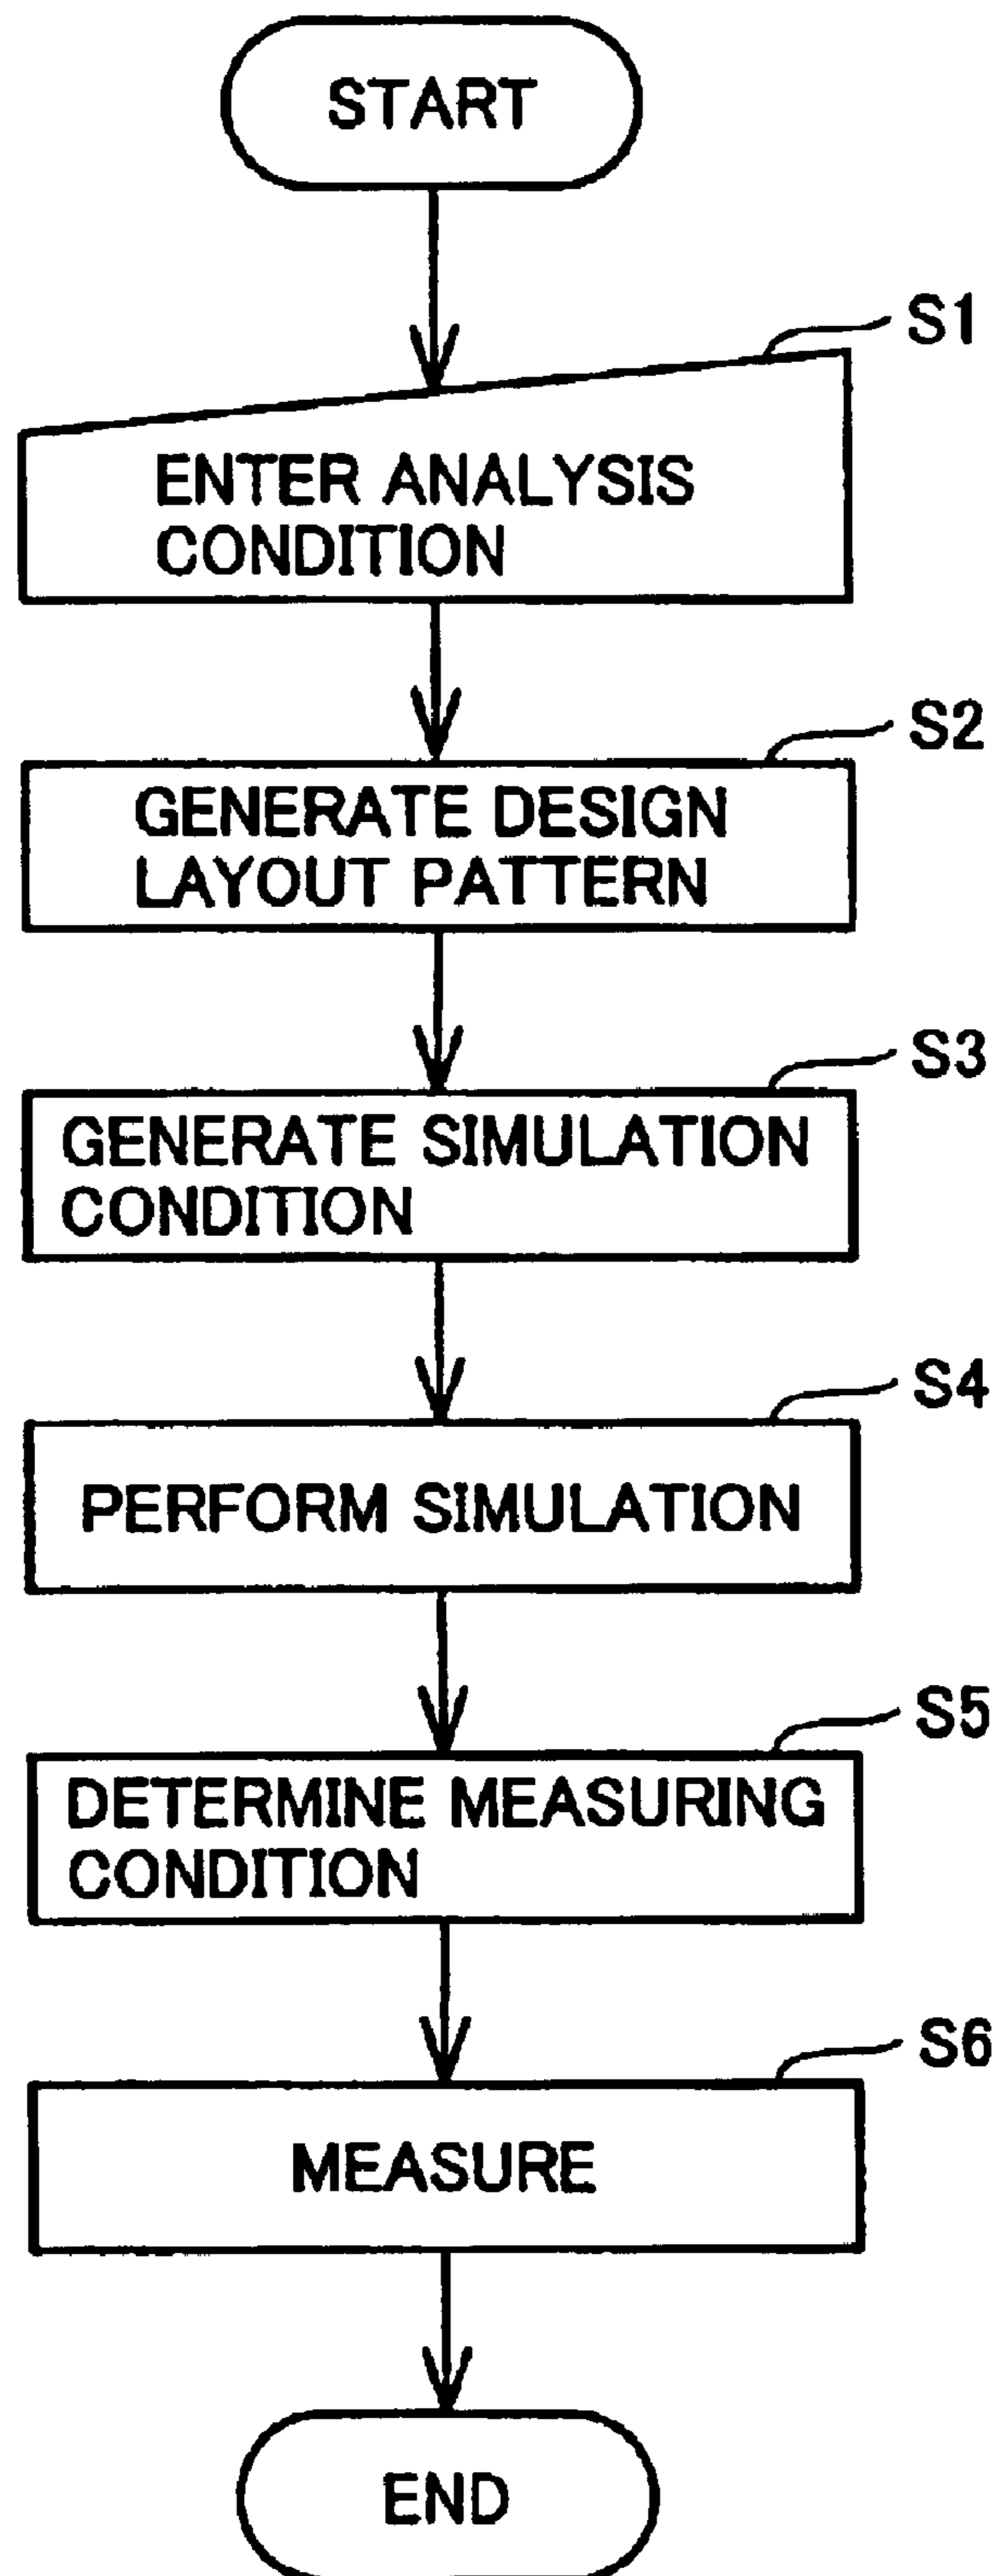 START
S1
ENTER ANALYSIS
CONDITION
S2
GENERATE DESIGN
LAYOUT PATTERN
S3
GENERATE SIMULATION
CONDITION
S4
PERFORM SIMULATION
S5
DETERMINE MEASURING
CONDITION
S6
MEASURE
END